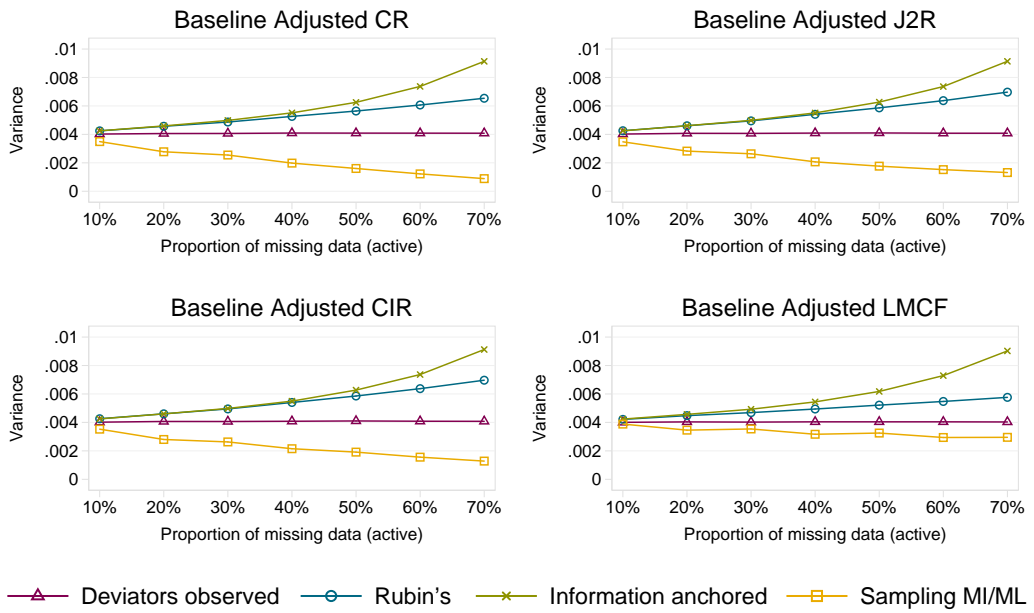 Baseline Adjusted CR
.01
.008
.006
.004
.002
0
Variance
10% 20% 30% 40% 50% 60% 70%
Proportion of missing data (active)
Baseline Adjusted J2R
.01
.008
.006
.004
.002
0
Variance
10% 20% 30% 40% 50% 60% 70%
Proportion of missing data (active)
Baseline Adjusted CIR
.01
.008
.006
.004
.002
0
Variance
10% 20% 30% 40% 50% 60% 70%
Proportion of missing data (active)
Baseline Adjusted LMCF
.01
.008
.006
.004
.002
0
Variance
10% 20% 30% 40% 50% 60% 70%
Proportion of missing data (active)
Deviators observed Rubin's Information anchored Sampling MI/ML